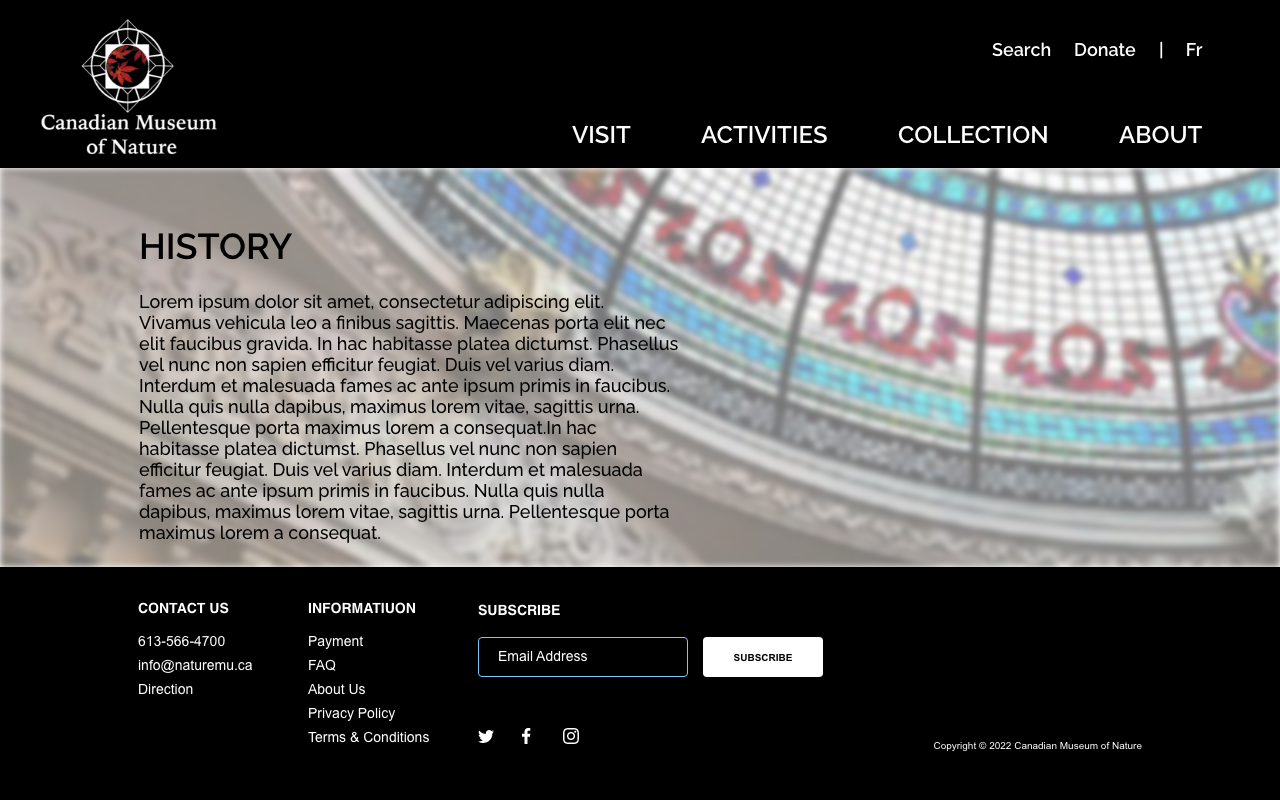 Canadian Museum
of Nature
Search Donate | Fr
VISIT ACTIVITIES COLLECTION ABOUT
HISTORY
Lorem ipsum dolor sit amet, consectetur adipiscing elit.
Vivamus vehicula leo a finibus sagittis. Maecenas porta elit nec
elit faucibus gravida. In hac habitasse platea dictumst. Phasellus
vel nunc non sapien efficitur feugiat. Duis vel varius diam.
Interdum et malesuada fames ac ante ipsum primis in faucibus.
Nulla quis nulla dapibus, maximus lorem vitae, sagittis urna.
Pellentesque porta maximus lorem a consequat.In hac
habitasse platea dictumst. Phasellus vel nunc non sapien
efficitur feugiat. Duis vel varius diam. Interdum et malesuada
fames ac ante ipsum primis in faucibus. Nulla quis nulla
dapibus, maximus lorem vitae, sagittis urna. Pellentesque porta
maximus lorem a consequat.
CONTACT US
613-566-4700
info@naturemu.ca
Direction
INFORMATIUON
Payment
FAQ
About Us
Privacy Policy
Terms & Conditions
SUBSCRIBE
Email Address
SUBSCRIBE
Copyright © 2022 Canadian Museum of Nature